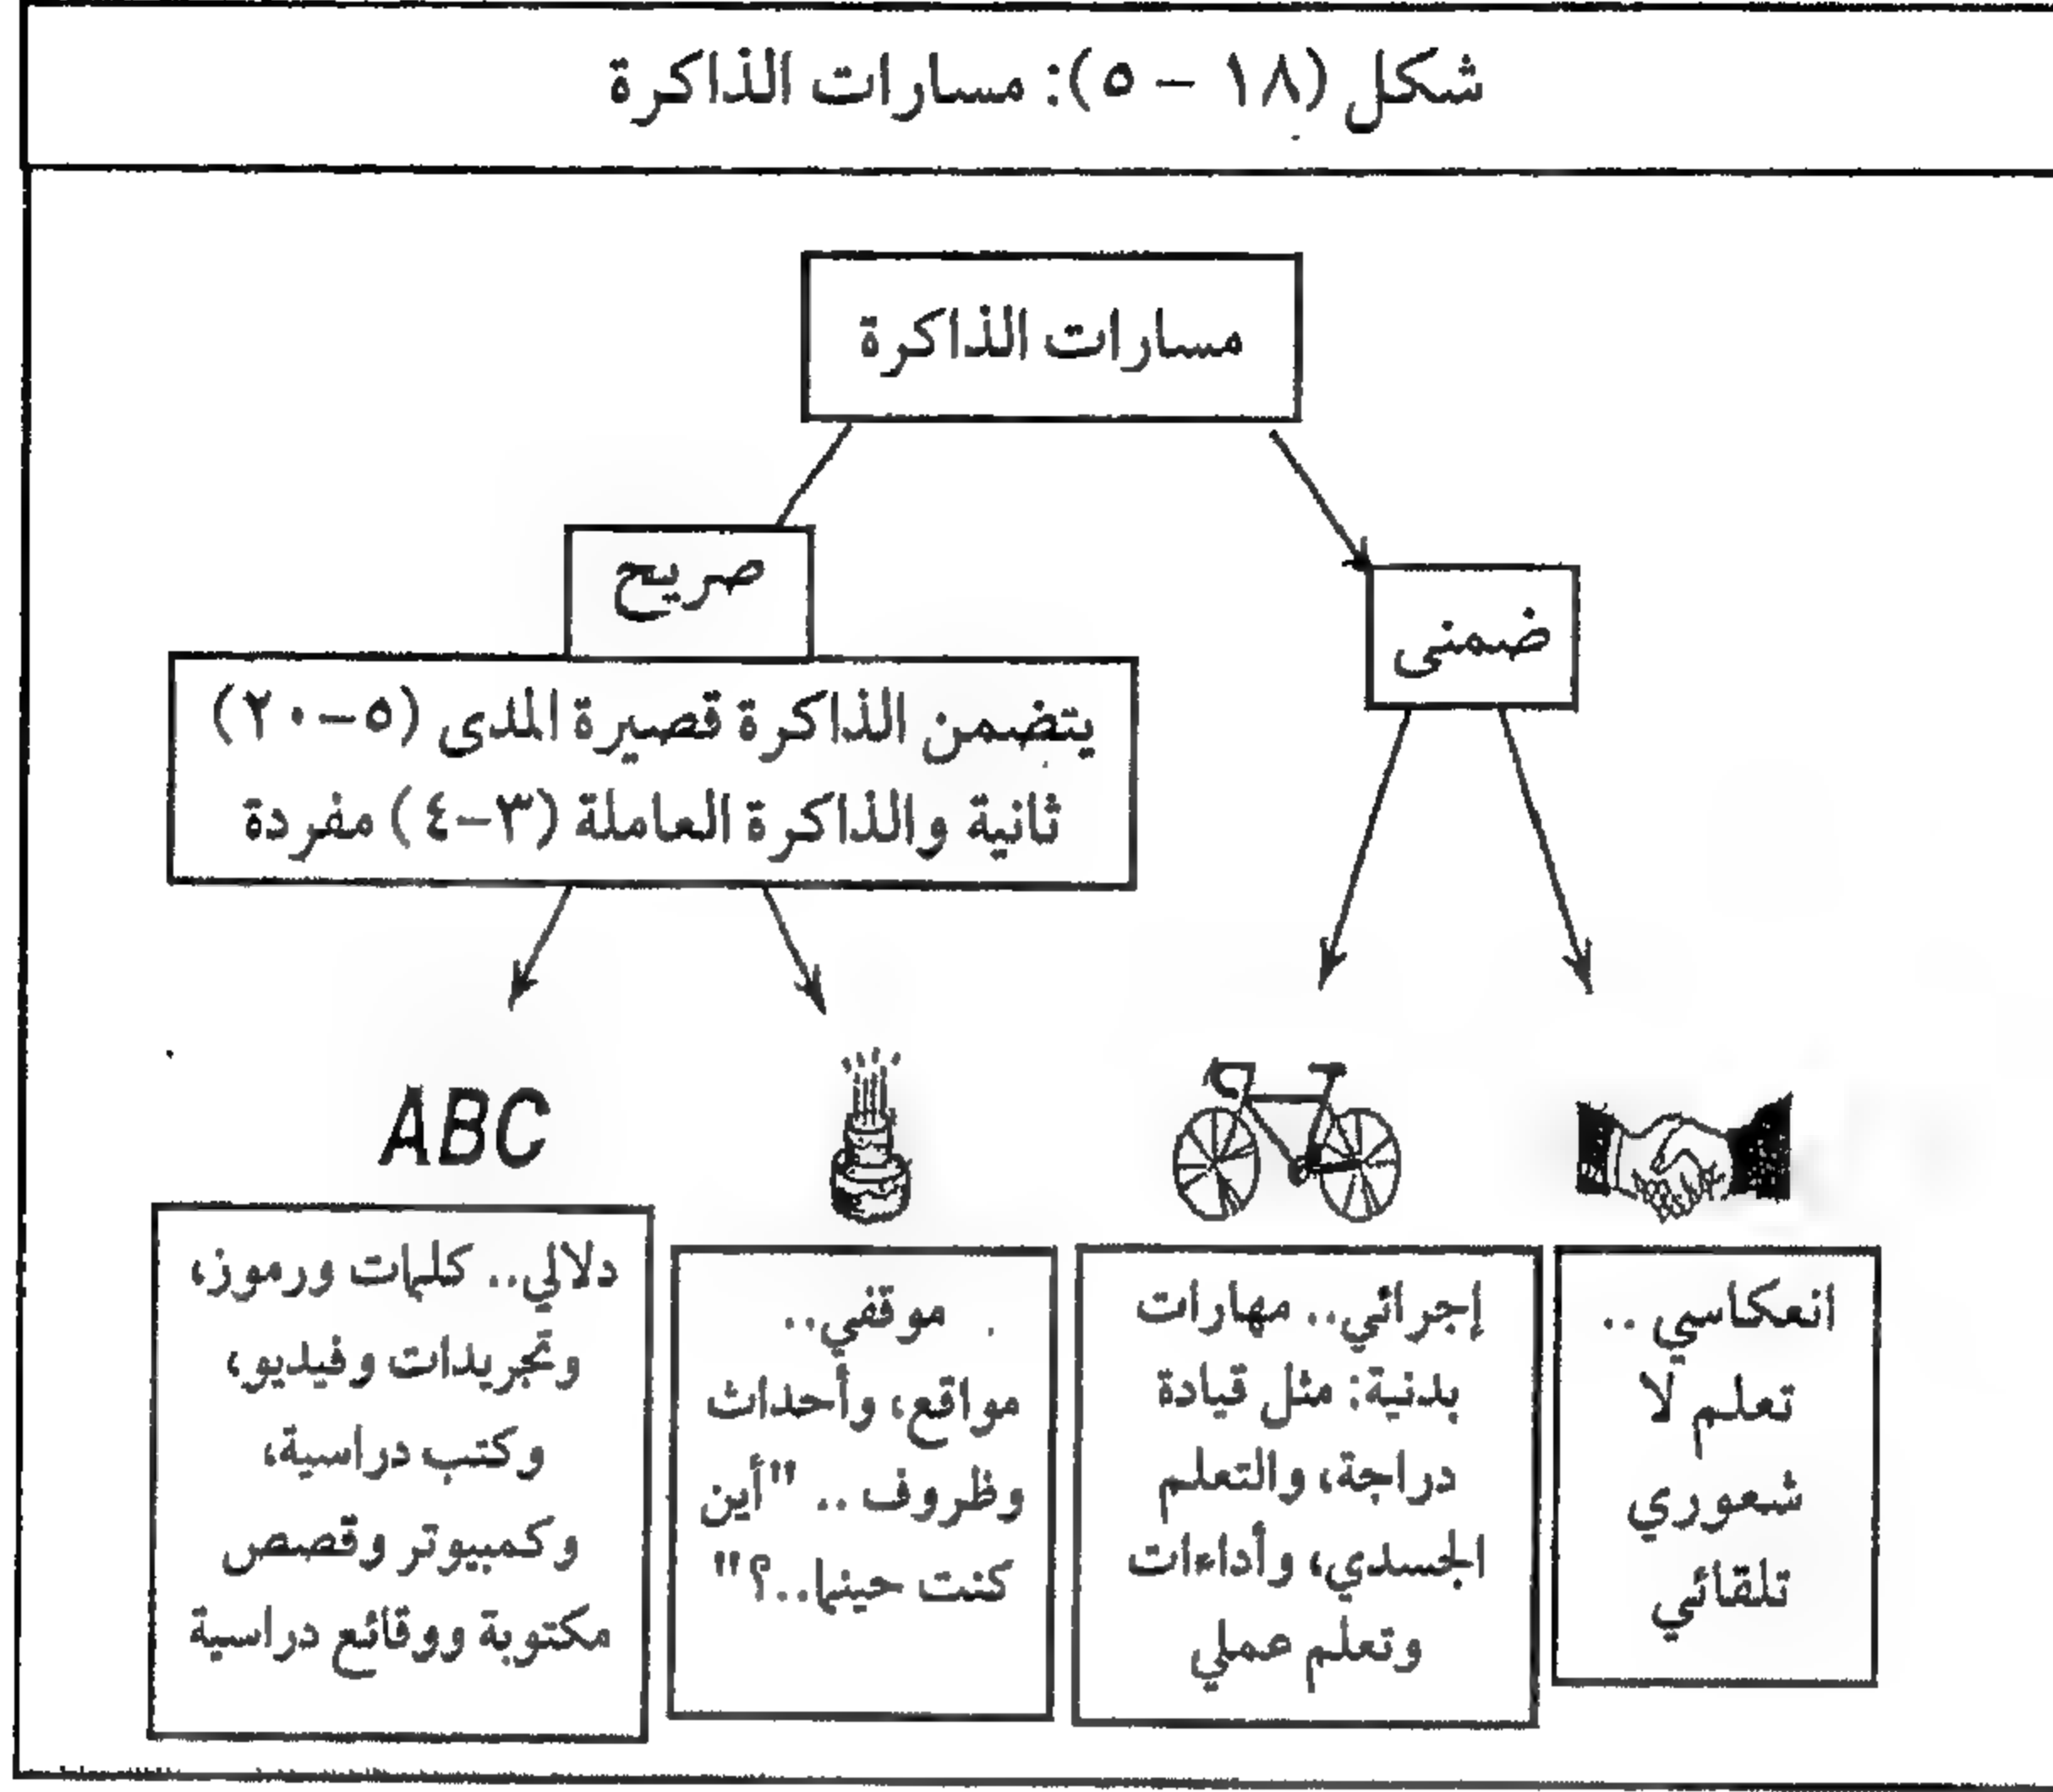 شكل (١٨ – ٥): مسارات الذاكرة
مسارات الذاكرة
ضمنى
صريح
يتضمن الذاكرة قصيرة المدى (٥–٢٠)
ثانية والذاكرة العاملة (٣–٤) مفردة
انعكاسي ..
تعلم لا
شعوري
تلقائي
إجرائي.. مهارات
بدنية: مثل قيادة
دراجة، والتعلم
الجسدي، وأداءات
وتعلم عملي
موقفي..
مواقع، وأحداث
وظروف .. "أين
كنت حينما..؟"
ABC
دلالي.. كلمات ورموز،
وتجريدات وفيديو،
وكتب دراسية،
وكمبيوتر وقصص
مكتوبة ووقائع دراسية